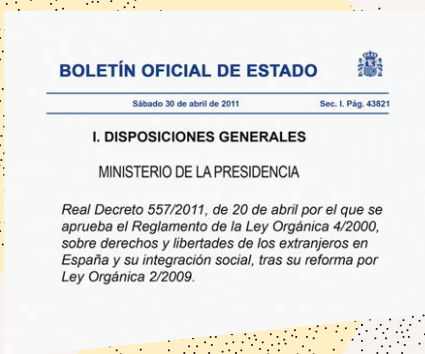 BOLETÍN OFICIAL DE ESTADO
Sábado 30 de abril de 2011 Sec. I. Pág. 43821
I. DISPOSICIONES GENERALES
MINISTERIO DE LA PRESIDENCIA
Real Decreto 557/2011, de 20 de abril por el que se
aprueba el Reglamento de la Ley Orgánica 4/2000,
sobre derechos y libertades de los extranjeros en
España y su integración social, tras su reforma por
Ley Orgánica 2/2009.